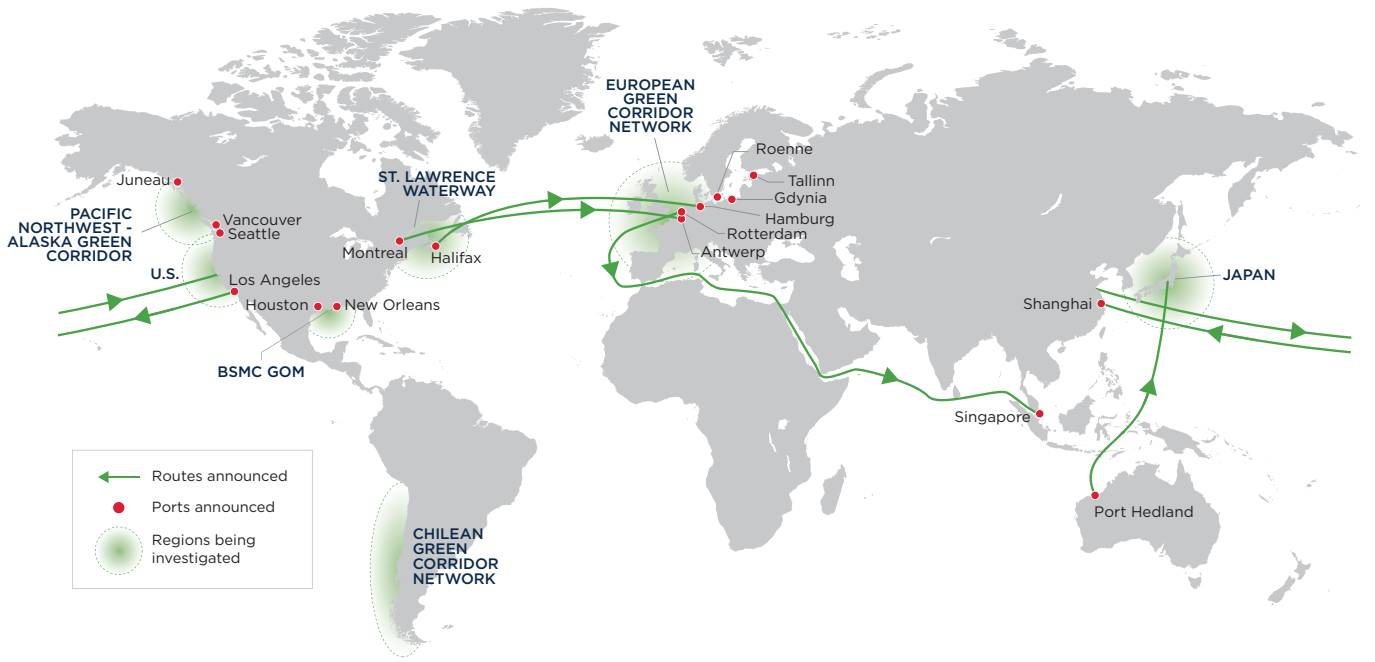 EUROPEAN
GREEN
CORRIDOR
NETWORK
Roenne
Tallinn
Gdynia
Hamburg
Rotterdam
Antwerp
ST. LAWRENCE
WATERWAY
Juneau
PACIFIC
NORTHWEST -
ALASKA GREEN
CORRIDOR
Vancouver
Seattle
Montreal
Halifax
U.S.
Los Angeles
Houston
New Orleans
BSMC GOM
JAPAN
Shanghai
Singapore
Port Hedland
CHILEAN
GREEN
CORRIDOR
NETWORK
Routes announced
Ports announced
Regions being
investigated